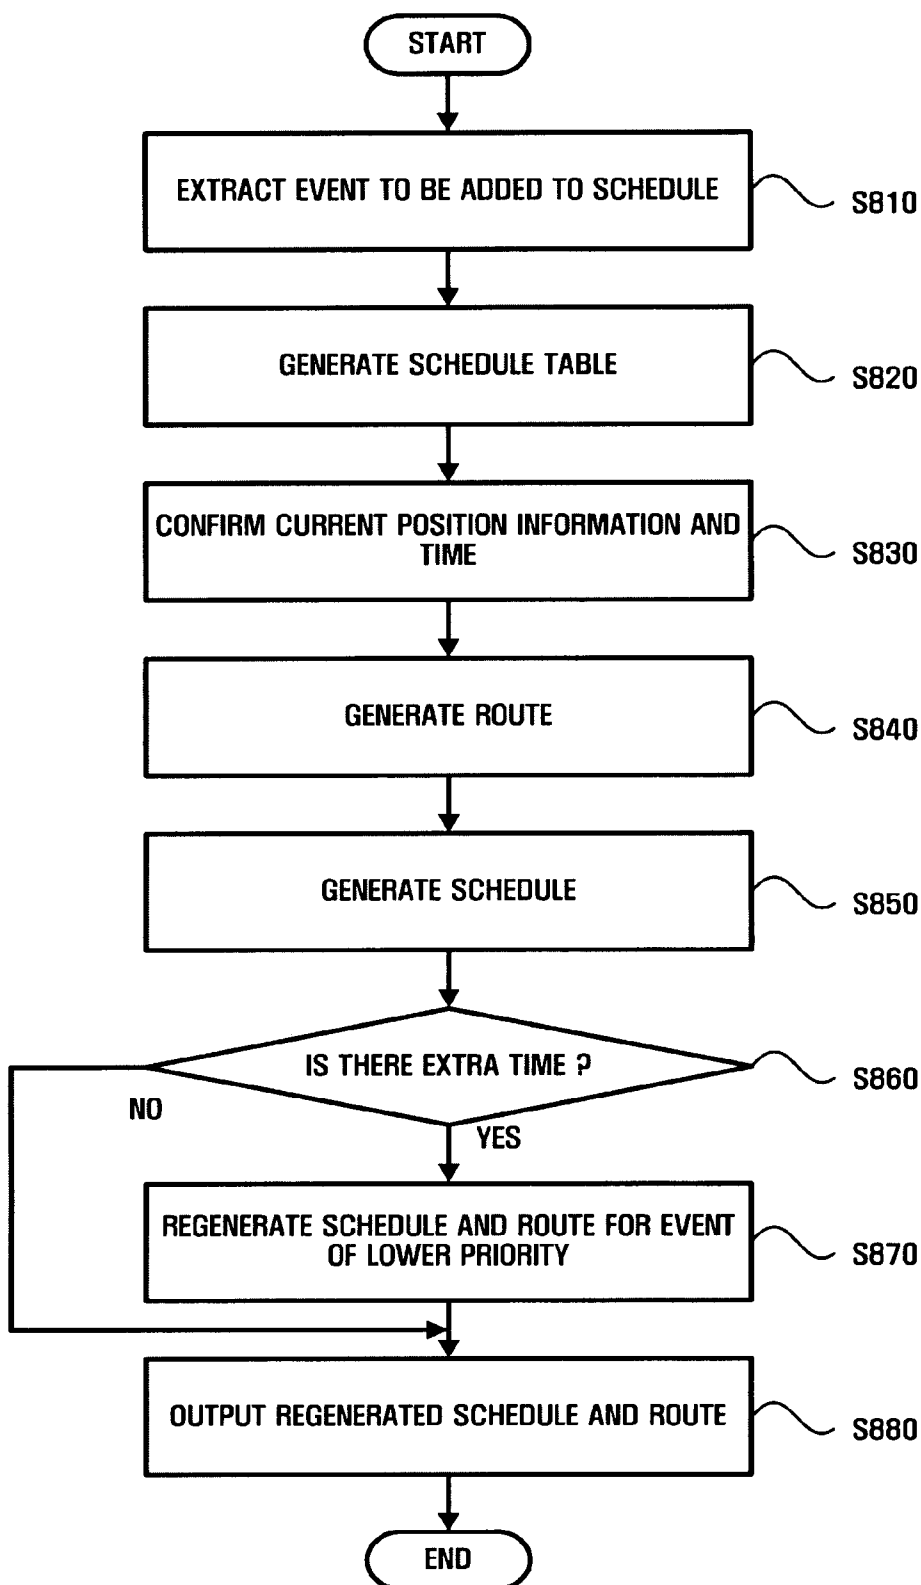 START
EXTRACT EVENT TO BE ADDED TO SCHEDULE
S810
GENERATE SCHEDULE TABLE
S820
CONFIRM CURRENT POSITION INFORMATION AND
TIME
S830
GENERATE ROUTE
S840
GENERATE SCHEDULE
S850
IS THERE EXTRA TIME ?
S860
NO
YES
REGENERATE SCHEDULE AND ROUTE FOR EVENT
OF LOWER PRIORITY
S870
OUTPUT REGENERATED SCHEDULE AND ROUTE
S880
END